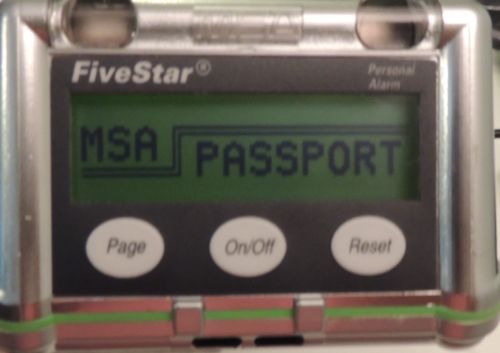 FiveStar®
Personal
Alarm
MSA PASSPORT
Page On/Off Reset